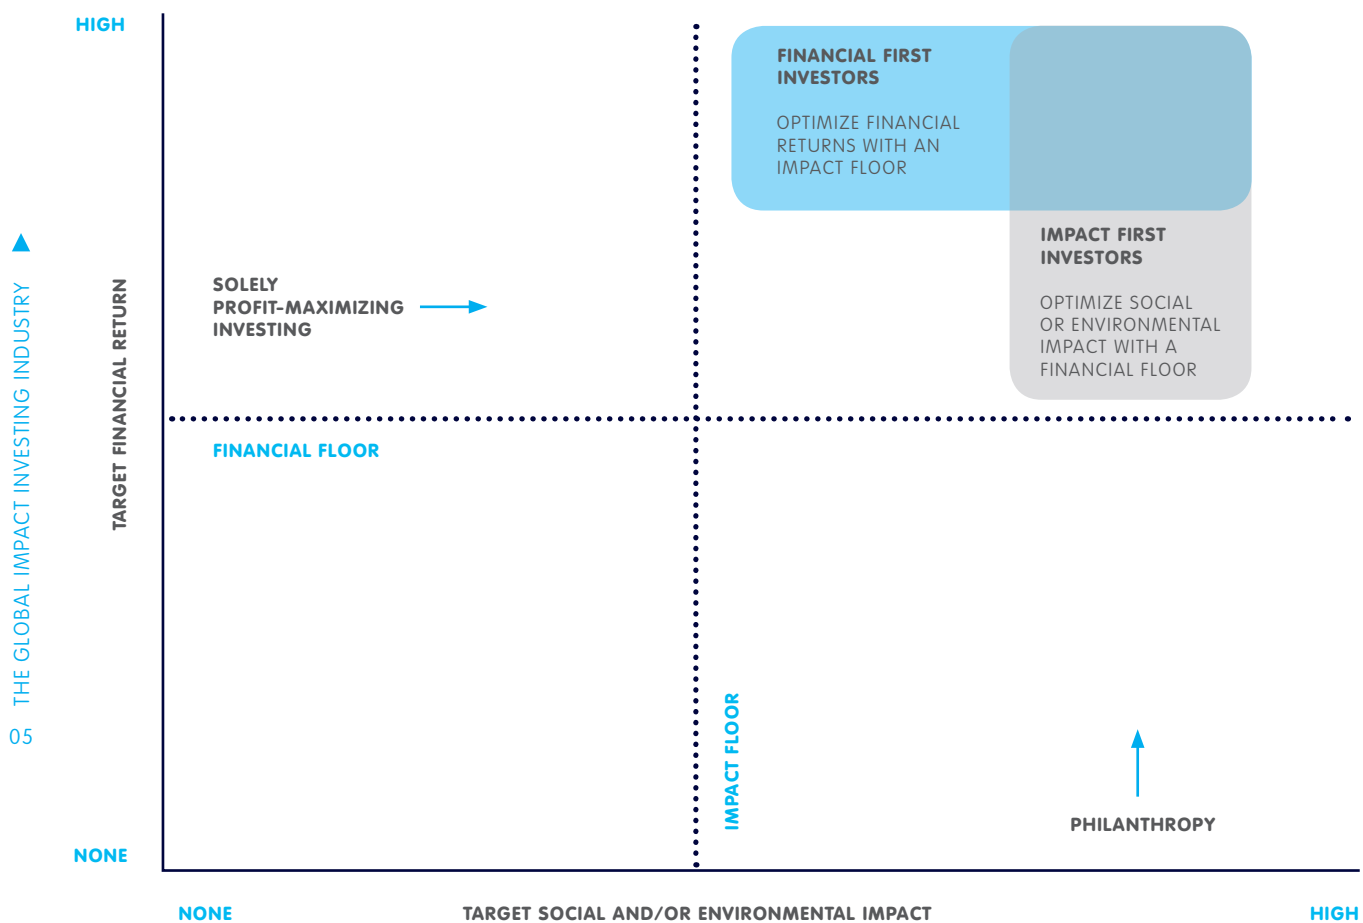 HIGH
FINANCIAL FIRST
INVESTORS
OPTIMIZE FINANCIAL
RETURNS WITH AN
IMPACT FLOOR
IMPACT FIRST
INVESTORS
OPTIMIZE SOCIAL
OR ENVIRONMENTAL
IMPACT WITH A
FINANCIAL FLOOR
SOLELY
PROFIT-MAXIMIZING
INVESTING
TARGET FINANCIAL RETURN
05 THE GLOBAL IMPACT INVESTING INDUSTRY
FINANCIAL FLOOR
IMPACT FLOOR
PHILANTHROPY
NONE
NONE
TARGET SOCIAL AND/OR ENVIRONMENTAL IMPACT
HIGH